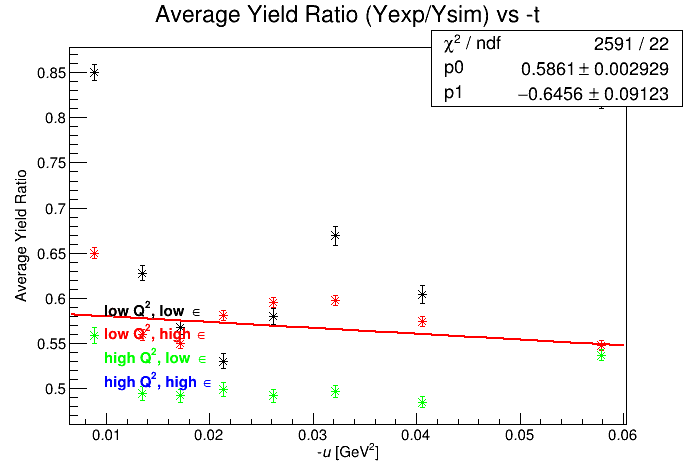 Average Yield Ratio (Yexp/Ysim) vs -t
χ² / ndf 2591 / 22
p0 0.5861 ± 0.002929
p1 −0.6456 ± 0.09123
Average Yield Ratio
0.85
0.8
0.75
0.7
0.65
0.6
0.55
0.5
low Q², low ∈
low Q², high ∈
high Q², low ∈
high Q², high ∈
0.01 0.02 0.03 0.04 0.05 0.06
-u [GeV²]